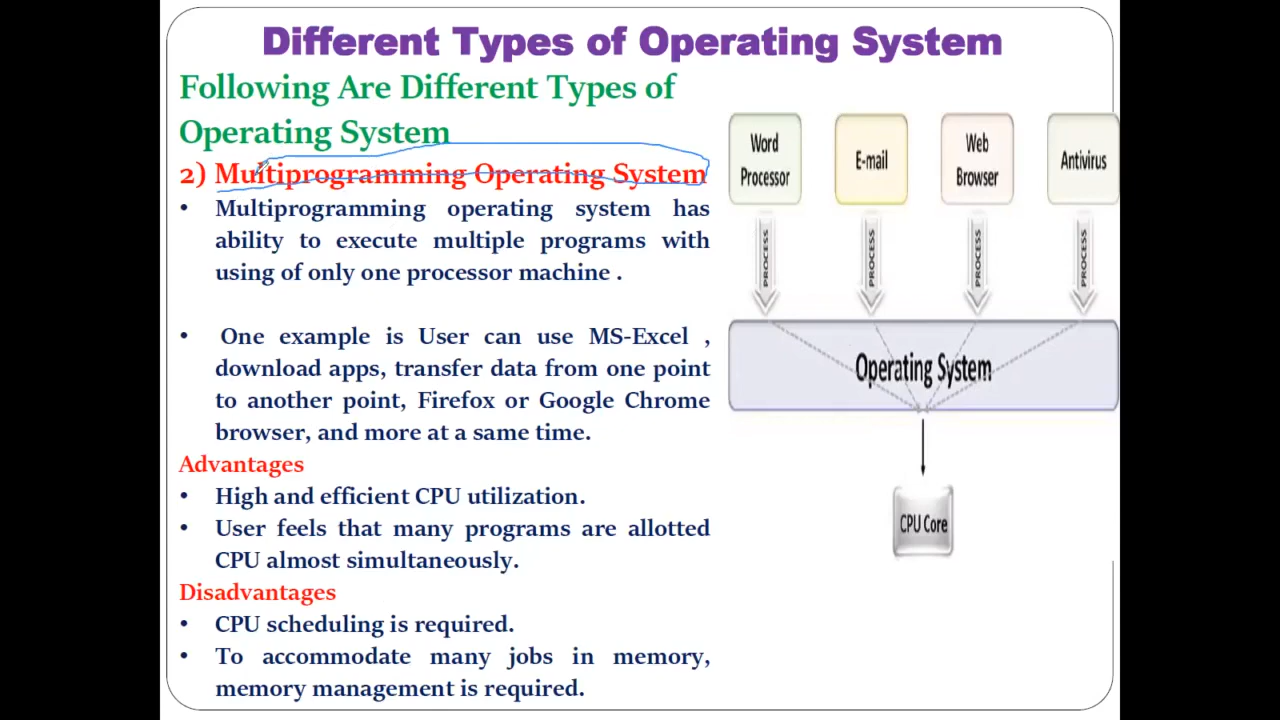 Different Types of Operating System
Following Are Different Types of
Operating System
2) Multiprogramming Operating System
• Multiprogramming operating system has
ability to execute multiple programs with
using of only one processor machine .
• One example is User can use MS-Excel ,
download apps, transfer data from one point
to another point, Firefox or Google Chrome
browser, and more at a same time.
Advantages
• High and efficient CPU utilization.
• User feels that many programs are allotted
CPU almost simultaneously.
Disadvantages
• CPU scheduling is required.
• To accommodate many jobs in memory,
memory management is required.
Word
Processor
E-mail
Web
Browser
Antivirus
PROCESS
PROCESS
PROCESS
PROCESS
Operating System
CPU Core